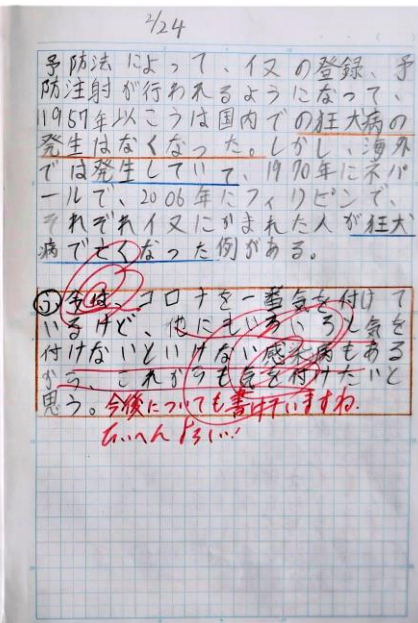 2/24
予防法によって、イヌの登録、予
防注射が行われるようになって、
1957年以こうは国内での狂犬病の
発生はなくなった。しかし、海外
では発生していて、1970年にネパ
ールで、2006年にフィリピンで、
それぞれイヌにかまれた人が狂犬
病で亡くなった例がある。
今は、コロナを一番気を付けて
いるけど、他にもいろいろし気を
付けないといけない感染病もある
から、これからも気を付けたいと
思う。今後についても書けていますね
たいへんよろしい!